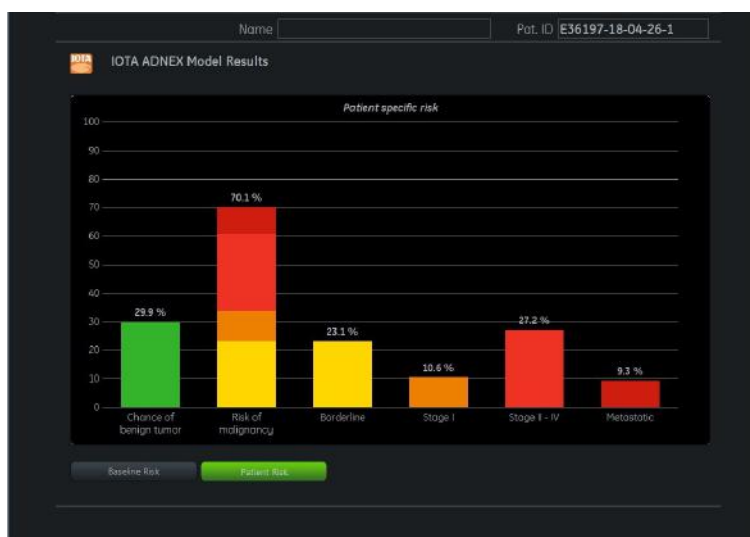 Name Pat. ID E36197-18-04-26-1
IOTA IOTA ADNEX Model Results
Patient specific risk
100
90
80
70
60
50
40
30
20
10
0
29.9 %
70.1 %
23.1 %
10.6 %
27.2 %
9.3 %
Chance of
benign tumor
Risk of
malignancy
Borderline
Stage I
Stage II - IV
Metastatic
Baseline Risk
Patient Risk